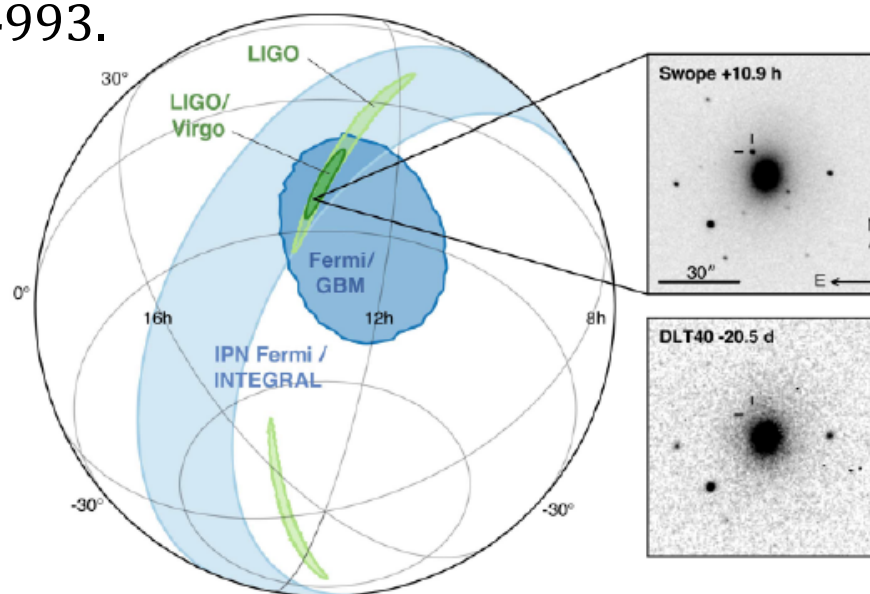 -993.
LIGO
30°
LIGO/
Virgo
Swope +10.9 h
30"
E
Fermi/
GBM
0°
16h
12h
8h
IPN Fermi /
INTEGRAL
DLT40 -20.5 d
-30°
-30°